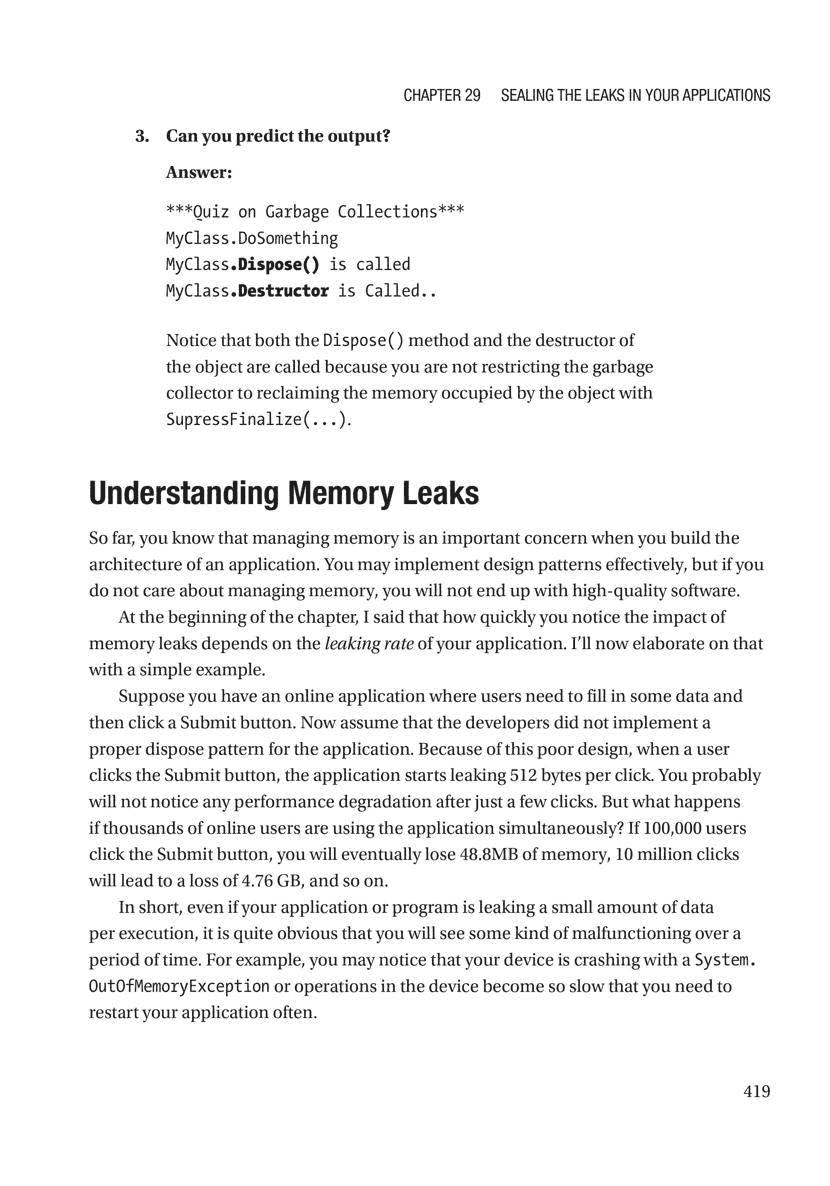 CHAPTER 29 SEALING THE LEAKS IN YOUR APPLICATIONS
3. Can you predict the output?
Answer:
***Quiz on Garbage Collections***
MyClass.DoSomething
MyClass.Dispose() is called
MyClass.Destructor is Called..
Notice that both the Dispose() method and the destructor of
the object are called because you are not restricting the garbage
collector to reclaiming the memory occupied by the object with
SupressFinalize(...).
Understanding Memory Leaks
So far, you know that managing memory is an important concern when you build the
architecture of an application. You may implement design patterns effectively, but if you
do not care about managing memory, you will not end up with high-quality software.
At the beginning of the chapter, I said that how quickly you notice the impact of
memory leaks depends on the leaking rate of your application. I’ll now elaborate on that
with a simple example.
Suppose you have an online application where users need to fill in some data and
then click a Submit button. Now assume that the developers did not implement a
proper dispose pattern for the application. Because of this poor design, when a user
clicks the Submit button, the application starts leaking 512 bytes per click. You probably
will not notice any performance degradation after just a few clicks. But what happens
if thousands of online users are using the application simultaneously? If 100,000 users
click the Submit button, you will eventually lose 48.8MB of memory, 10 million clicks
will lead to a loss of 4.76 GB, and so on.
In short, even if your application or program is leaking a small amount of data
per execution, it is quite obvious that you will see some kind of malfunctioning over a
period of time. For example, you may notice that your device is crashing with a System.
OutOfMemoryException or operations in the device become so slow that you need to
restart your application often.
419